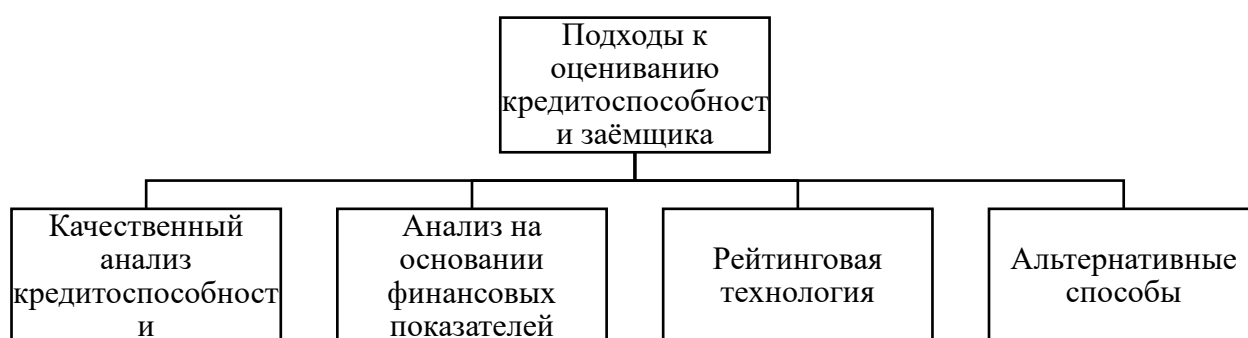 Подходы к
оцениванию
кредитоспособност
и заёмщика
Качественный
анализ
кредитоспособност
и
Анализ на
основании
финансовых
показателей
Рейтинговая
технология
Альтернативные
способы